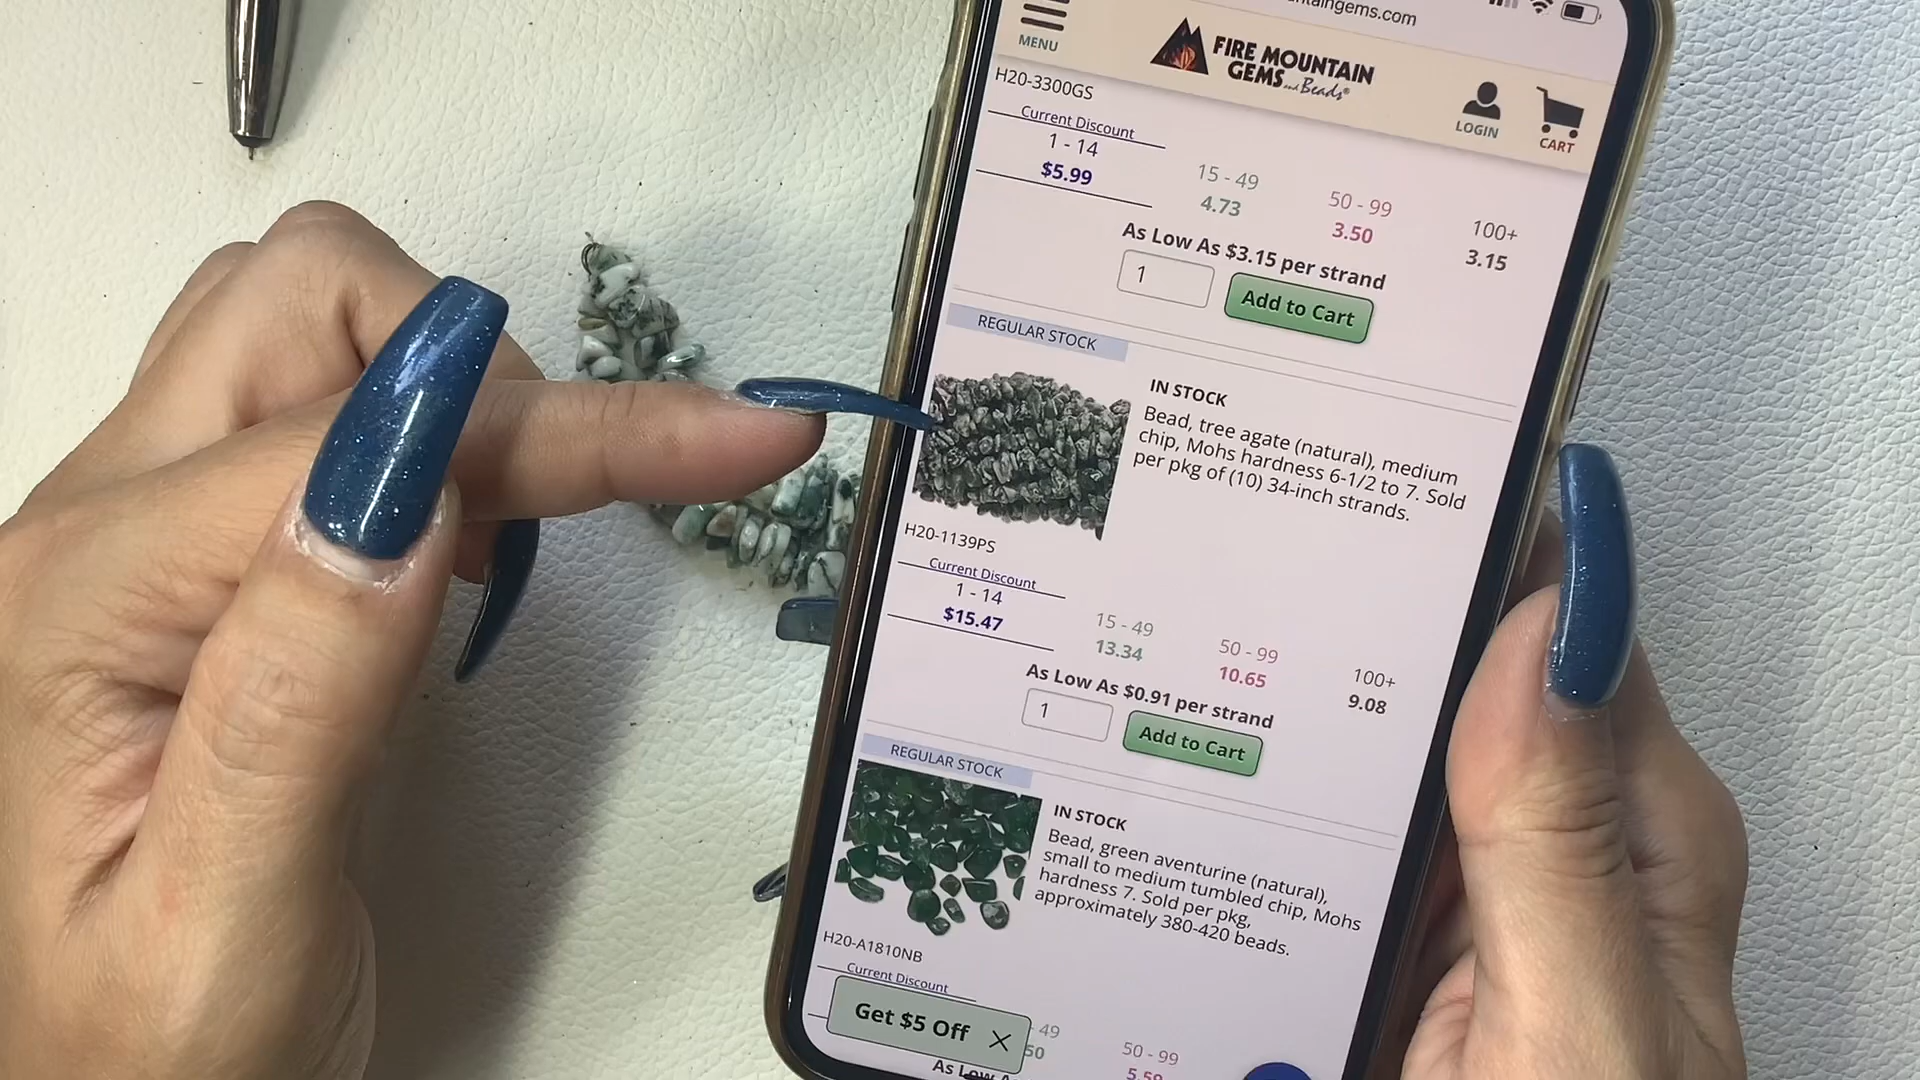 MENU
FIRE MOUNTAIN
GEMS and Beads®
LOGIN
CART
H20-3300GS
Current Discount
1 - 14
$5.99
15 - 49
4.73
50 - 99
3.50
100+
3.15
As Low As $3.15 per strand
1
Add to Cart
REGULAR STOCK
IN STOCK
Bead, tree agate (natural), medium
chip, Mohs hardness 6-1/2 to 7. Sold
per pkg of (10) 34-inch strands.
H20-1139PS
Current Discount
1 - 14
$15.47
15 - 49
13.34
50 - 99
10.65
100+
9.08
As Low As $0.91 per strand
1
Add to Cart
REGULAR STOCK
IN STOCK
Bead, green aventurine (natural),
small to medium tumbled chip, Mohs
hardness 7. Sold per pkg,
approximately 380-420 beads.
H20-A1810NB
Current Discount
Get $5 Off
49
50
50 - 99
5.59
As Low